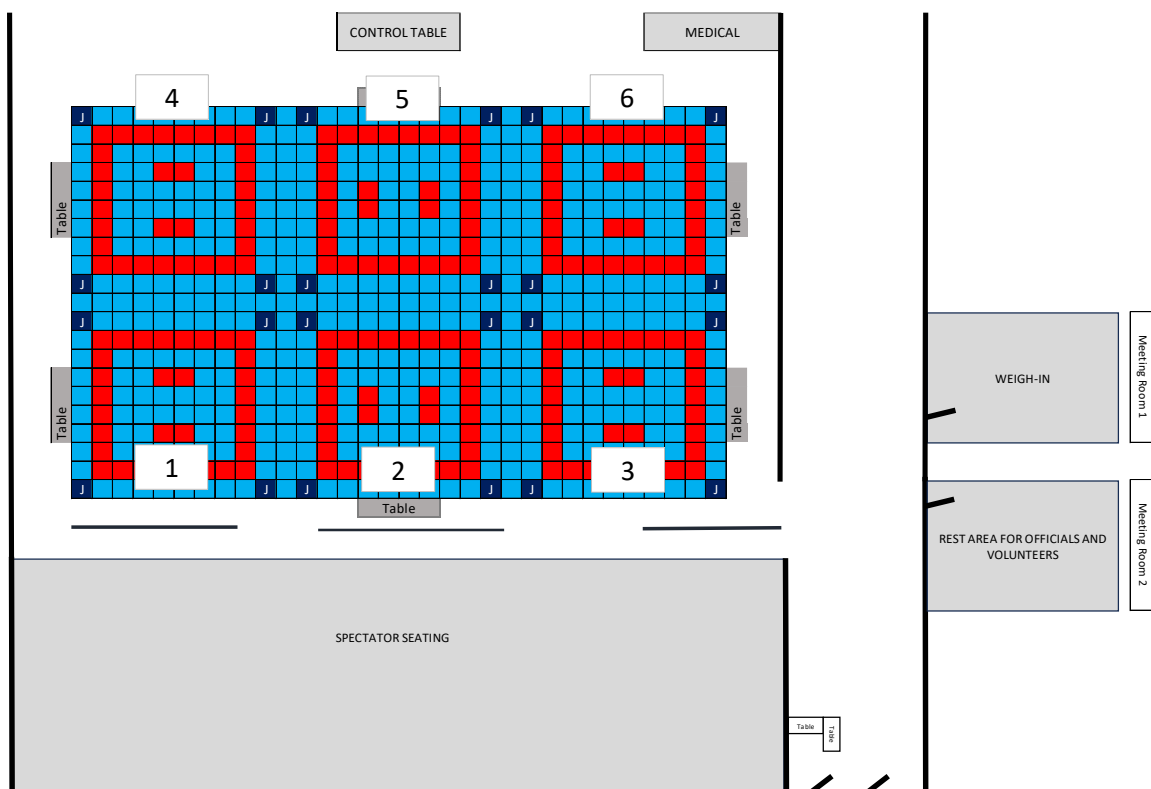 CONTROL TABLE
MEDICAL
4
5
6
J J J J J J
Table
Table
J J J J J J
J J J J J J
Table
Table
1
2
3
J J J J J J
Table
WEIGH-IN
Meeting Room 1
REST AREA FOR OFFICIALS AND
VOLUNTEERS
Meeting Room 2
SPECTATOR SEATING
Table
Table